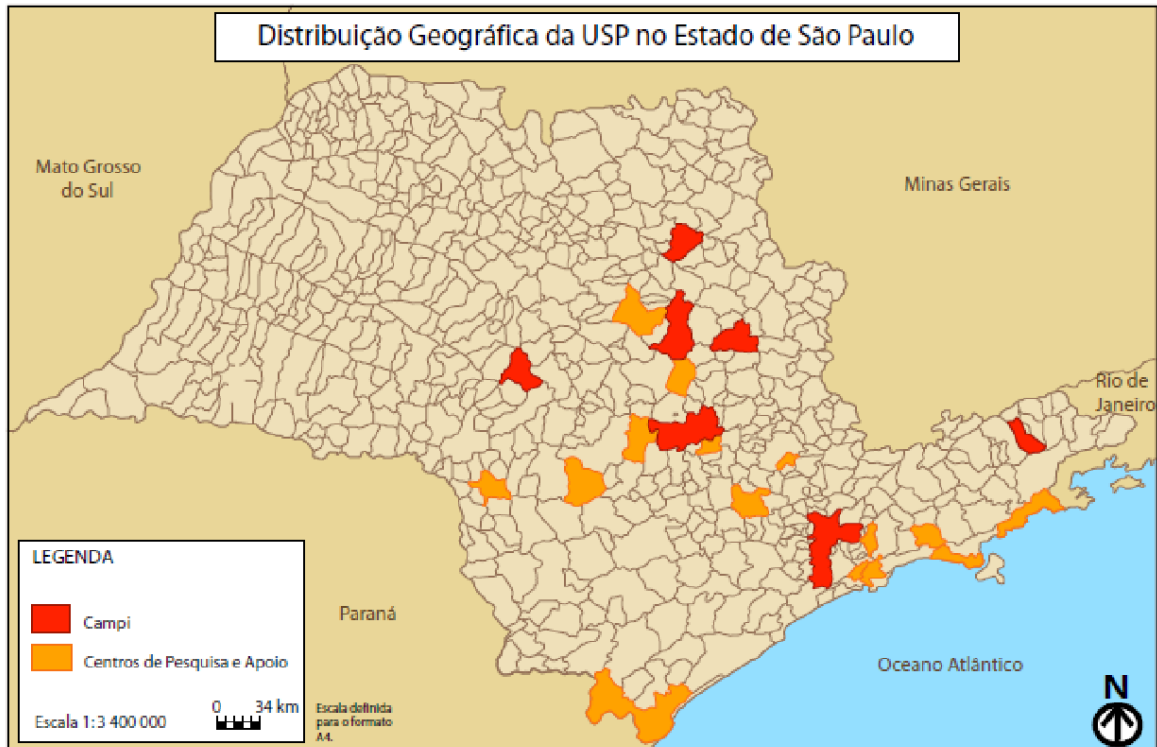 Distribuição Geográfica da USP no Estado de São Paulo
Mato Grosso
do Sul
Minas Gerais
Rio de
Janeiro
LEGENDA
Campi
Centros de Pesquisa e Apoio
Escala 1:3 400 000
0 34 km
Escala definida
para o formato
A4.
Paraná
Oceano Atlântico
N